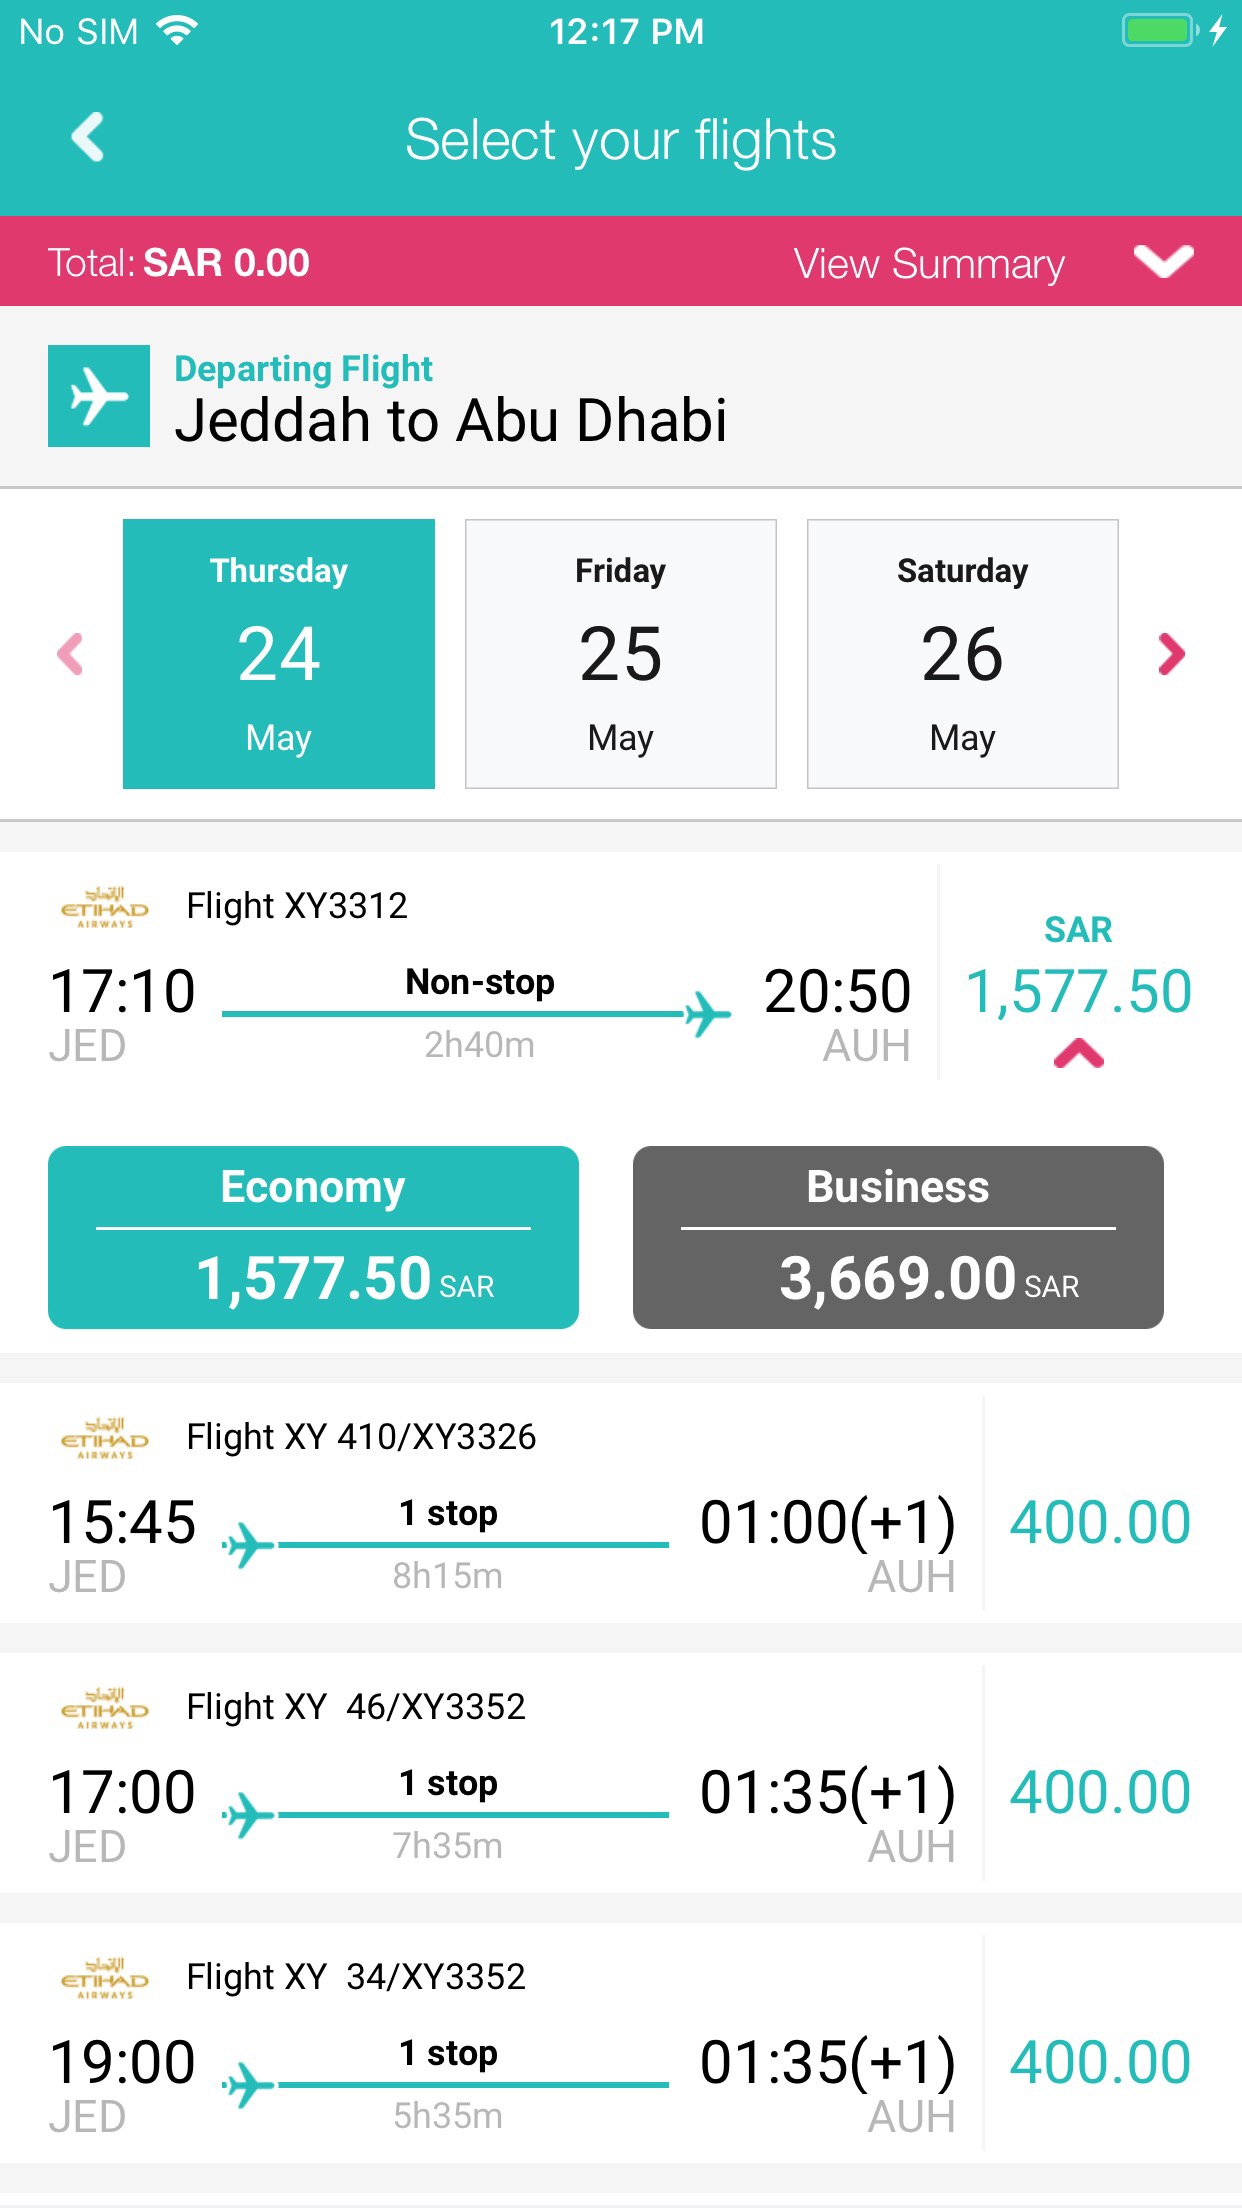 No SIM 12:17 PM
Select your flights
Total: SAR 0.00 View Summary
Departing Flight
Jeddah to Abu Dhabi
Thursday Friday Saturday
24 25 26
May May May
الإتحاد
ETIHAD
AIRWAYS
Flight XY3312
SAR
17:10 Non-stop 20:50 1,577.50
JED 2h40m AUH
Economy Business
1,577.50 SAR 3,669.00 SAR
الإتحاد
ETIHAD
AIRWAYS
Flight XY 410/XY3326
15:45 1 stop 01:00(+1) 400.00
JED 8h15m AUH
الإتحاد
ETIHAD
AIRWAYS
Flight XY  46/XY3352
17:00 1 stop 01:35(+1) 400.00
JED 7h35m AUH
الإتحاد
ETIHAD
AIRWAYS
Flight XY  34/XY3352
19:00 1 stop 01:35(+1) 400.00
JED 5h35m AUH